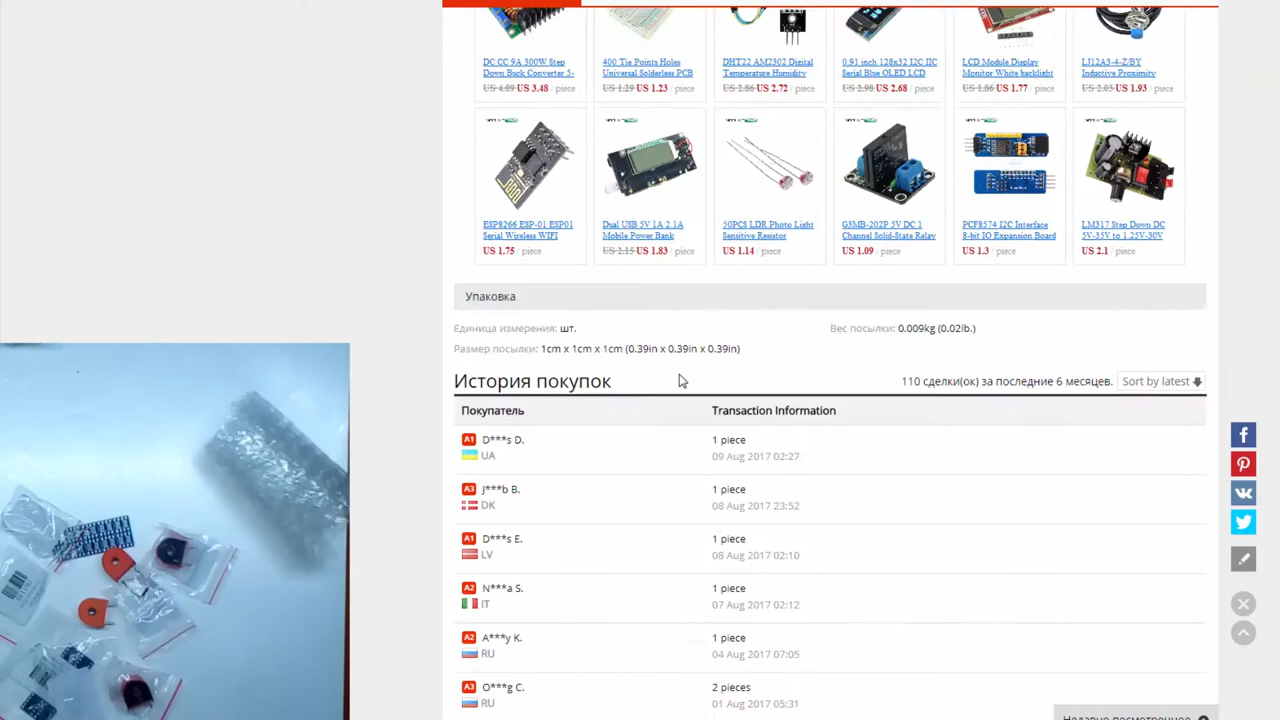 DC CC 9A 300W Step
Down Buck Converter 5-
US 4.09 US 3.48 / piece
400 Tie Points Holes
Universal Solderless PCB
US 1.29 US 1.23 / piece
DHT22 AM2302 Digital
Temperature Humidity
US 2.86 US 2.72 / piece
0.91 inch 128x32 I2C IIC
Serial Blue OLED LCD
US 2.98 US 2.68 / piece
LCD Module Display
Monitor White backlight
US 1.86 US 1.77 / piece
LJ12A3-4-Z/BY
Inductive Proximity
US 2.03 US 1.93 / piece
ESP8266 ESP-01 ESP01
Serial Wireless WIFI
US 1.75 / piece
Dual USB 5V 1A 2.1A
Mobile Power Bank
US 2.15 US 1.83 / piece
50PCS LDR Photo Light
Sensitive Resistor
US 1.14 / piece
G3MB-202P 5V DC 1
Channel Solid-State Relay
US 1.09 / piece
PCF8574 I2C Interface
8-bit IO Expansion Board
US 1.3 / piece
LM317 Step Down DC
5V-35V to 1.25V-30V
US 2.1 / piece
Упаковка
Единица измерения: шт.
Вес посылки: 0.009kg (0.02lb.)
Размер посылки: 1cm x 1cm x 1cm (0.39in x 0.39in x 0.39in)
История покупок
110 сделки(ок) за последние 6 месяцев.
Sort by latest
Покупатель
Transaction Information
A1 D***s D.
UA
1 piece
09 Aug 2017 02:27
A3 J***b B.
DK
1 piece
08 Aug 2017 23:52
A1 D***s E.
LV
1 piece
08 Aug 2017 02:10
A2 N***a S.
IT
1 piece
07 Aug 2017 02:12
A2 A***y K.
RU
1 piece
04 Aug 2017 07:05
A3 O***g C.
RU
2 pieces
01 Aug 2017 05:31
Недавно просмотренное